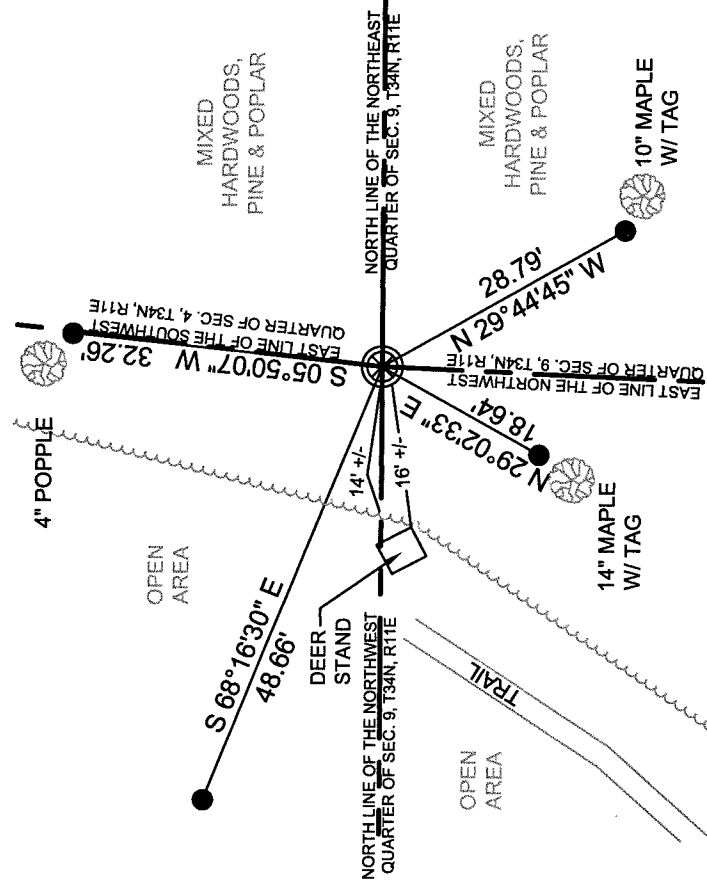 MIXED
HARDWOODS,
PINE & POPLAR
NORTH LINE OF THE NORTHEAST
QUARTER OF SEC. 9, T34N, R11E
MIXED
HARDWOODS,
PINE & POPLAR
10" MAPLE
W/ TAG
28.79'
N 29°44'45" W
EAST LINE OF THE SOUTHWEST
QUARTER OF SEC. 4, T34N, R11E
S 05°50'07" W 32.26'
4" POPPLE
EAST LINE OF THE NORTHWEST
QUARTER OF SEC. 9, T34N, R11E
N 29°02'33" E
18.64'
14' +/-
16' +/-
14" MAPLE
W/ TAG
OPEN
AREA
S 68°16'30" E
48.66'
DEER
STAND
NORTH LINE OF THE NORTHWEST
QUARTER OF SEC. 9, T34N, R11E
TRAIL
OPEN
AREA